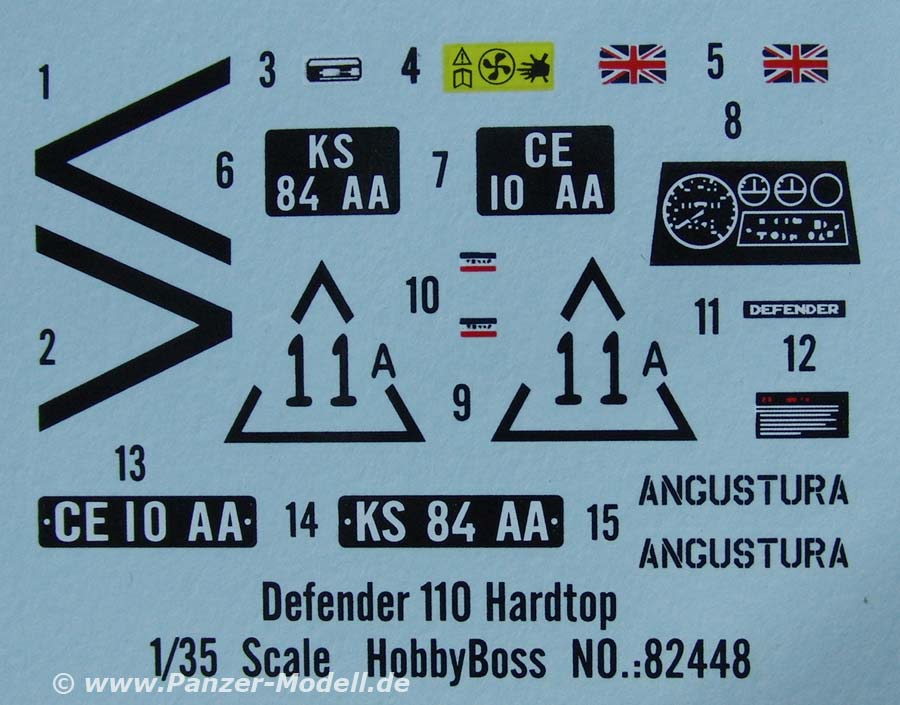 1
3
4
5
6
KS
84 AA
7
CE
10 AA
8
2
10
11 A
9
11 A
11
DEFENDER
12
13
CE 10 AA
14
KS 84 AA
15
ANGUSTURA
ANGUSTURA
Defender 110 Hardtop
1/35 Scale HobbyBoss NO.:82448
© www.Panzer-Modell.de